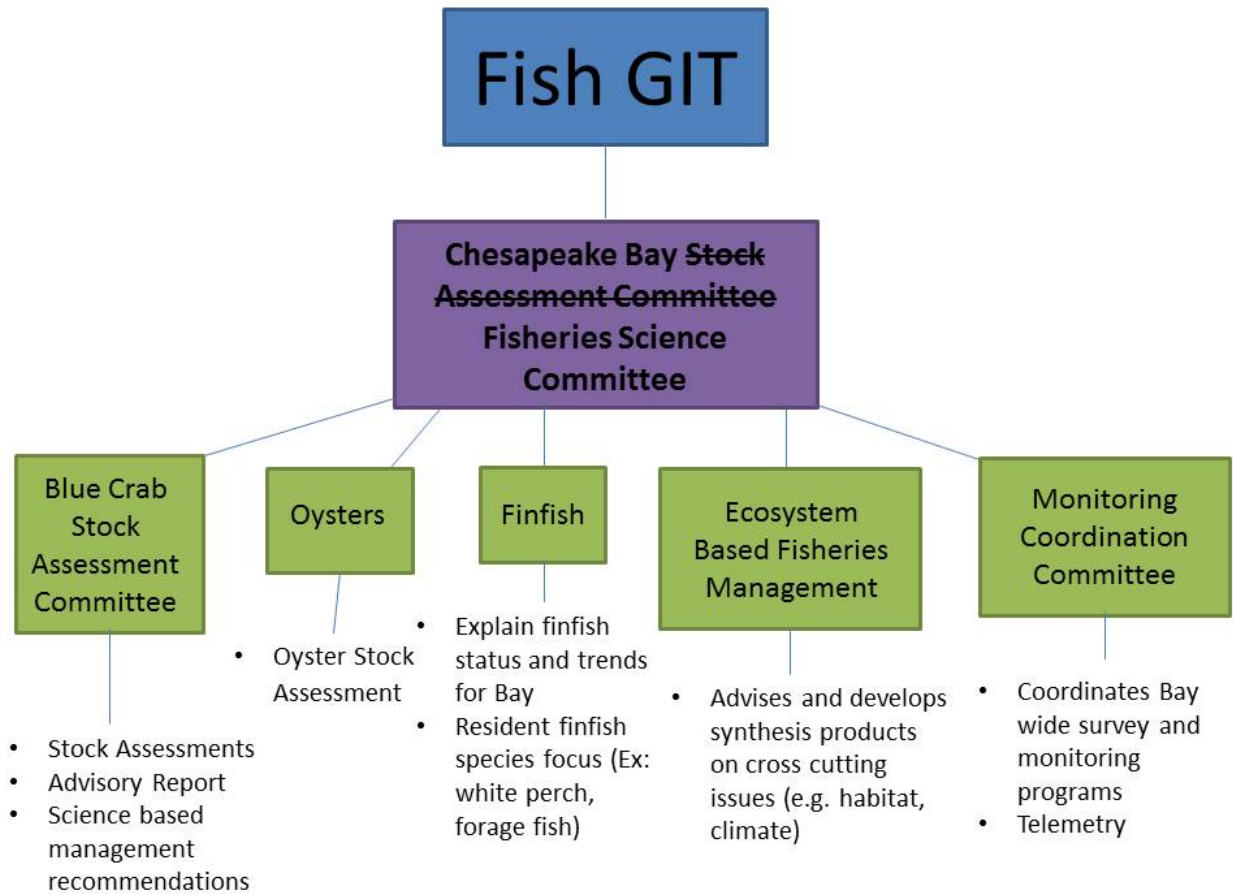 Fish GIT
Chesapeake Bay Stock
Assessment Committee
Fisheries Science
Committee
Blue Crab
Stock
Assessment
Committee
• Stock Assessments
• Advisory Report
• Science based
management
recommendations
Oysters
• Oyster Stock
Assessment
Finfish
• Explain finfish
status and trends
for Bay
• Resident finfish
species focus (Ex:
white perch,
forage fish)
Ecosystem
Based Fisheries
Management
• Advises and develops
synthesis products
on cross cutting
issues (e.g. habitat,
climate)
Monitoring
Coordination
Committee
• Coordinates Bay
wide survey and
monitoring
programs
• Telemetry